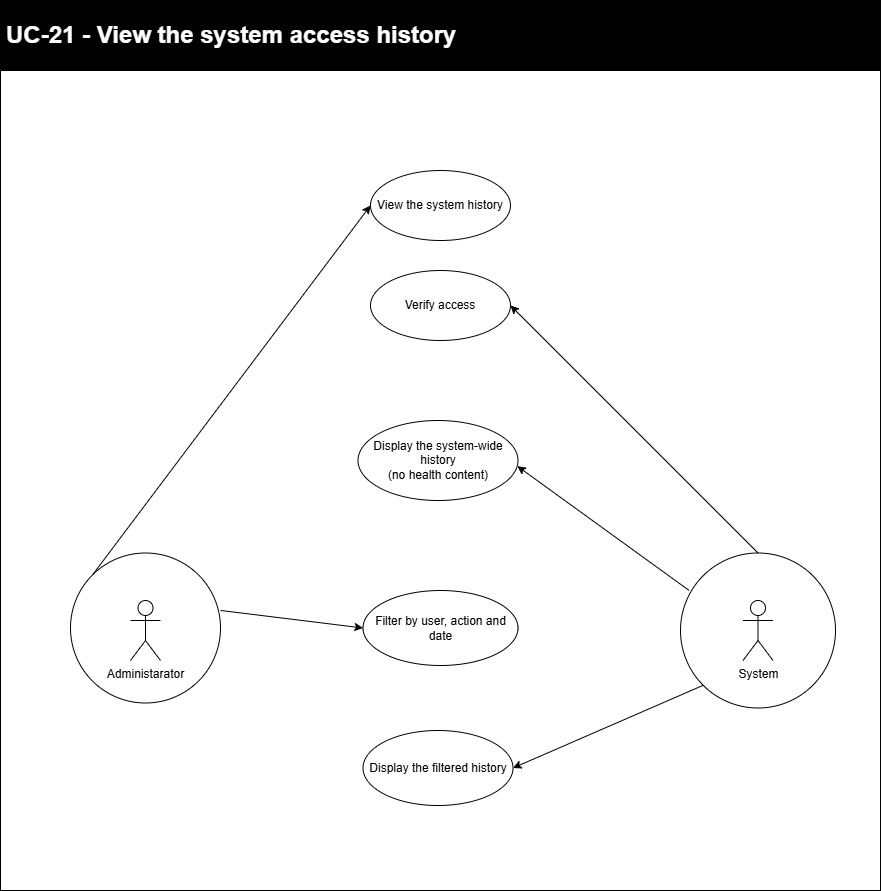 UC-21 - View the system access history
View the system history
Verify access
Display the system-wide
history
(no health content)
Filter by user, action and
date
Administarator
System
Display the filtered history